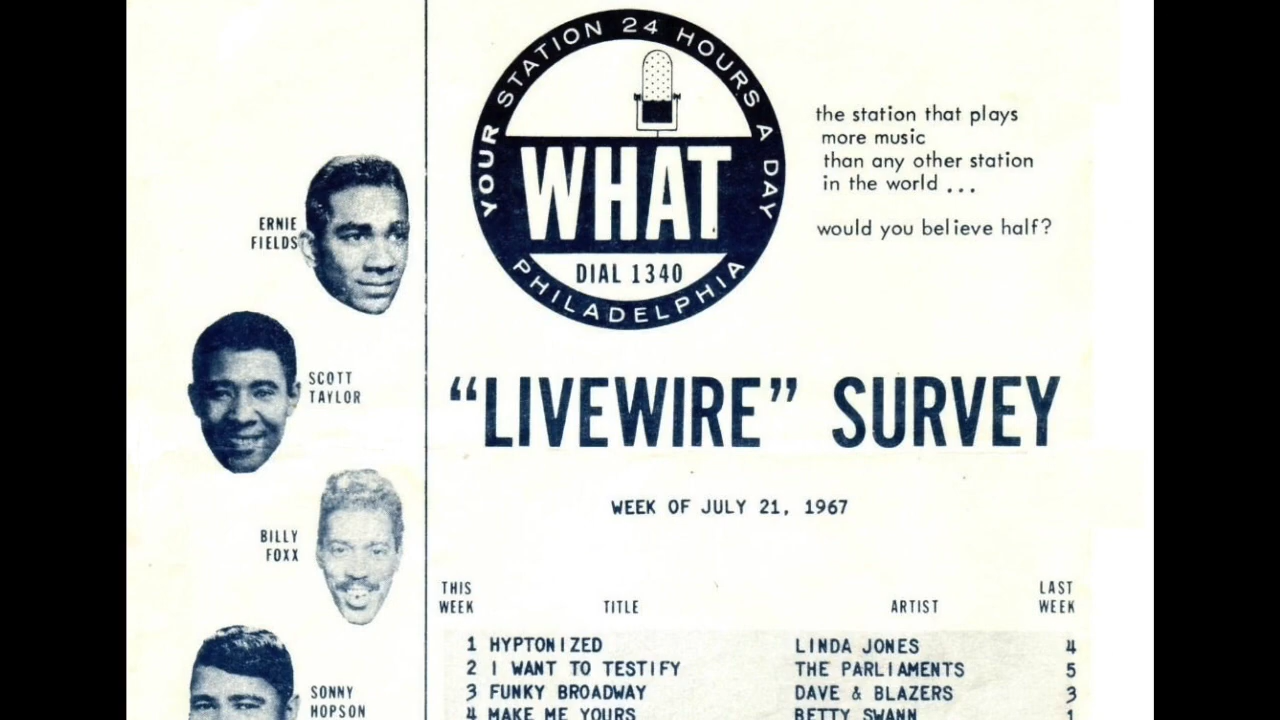 YOUR STATION 24 HOURS A DAY
WHAT
DIAL 1340
PHILADELPHIA
the station that plays
more music
than any other station
in the world ...
would you believe half?
ERNIE
FIELDS
SCOTT
TAYLOR
BILLY
FOXX
SONNY
HOPSON
“LIVEWIRE” SURVEY
WEEK OF JULY 21, 1967
THIS WEEK TITLE ARTIST LAST WEEK
1 HYPTONIZED LINDA JONES 4
2 I WANT TO TESTIFY THE PARLIAMENTS 5
3 FUNKY BROADWAY DAVE & BLAZERS 3
4 MAKE ME YOURS BETTY SWANN 1